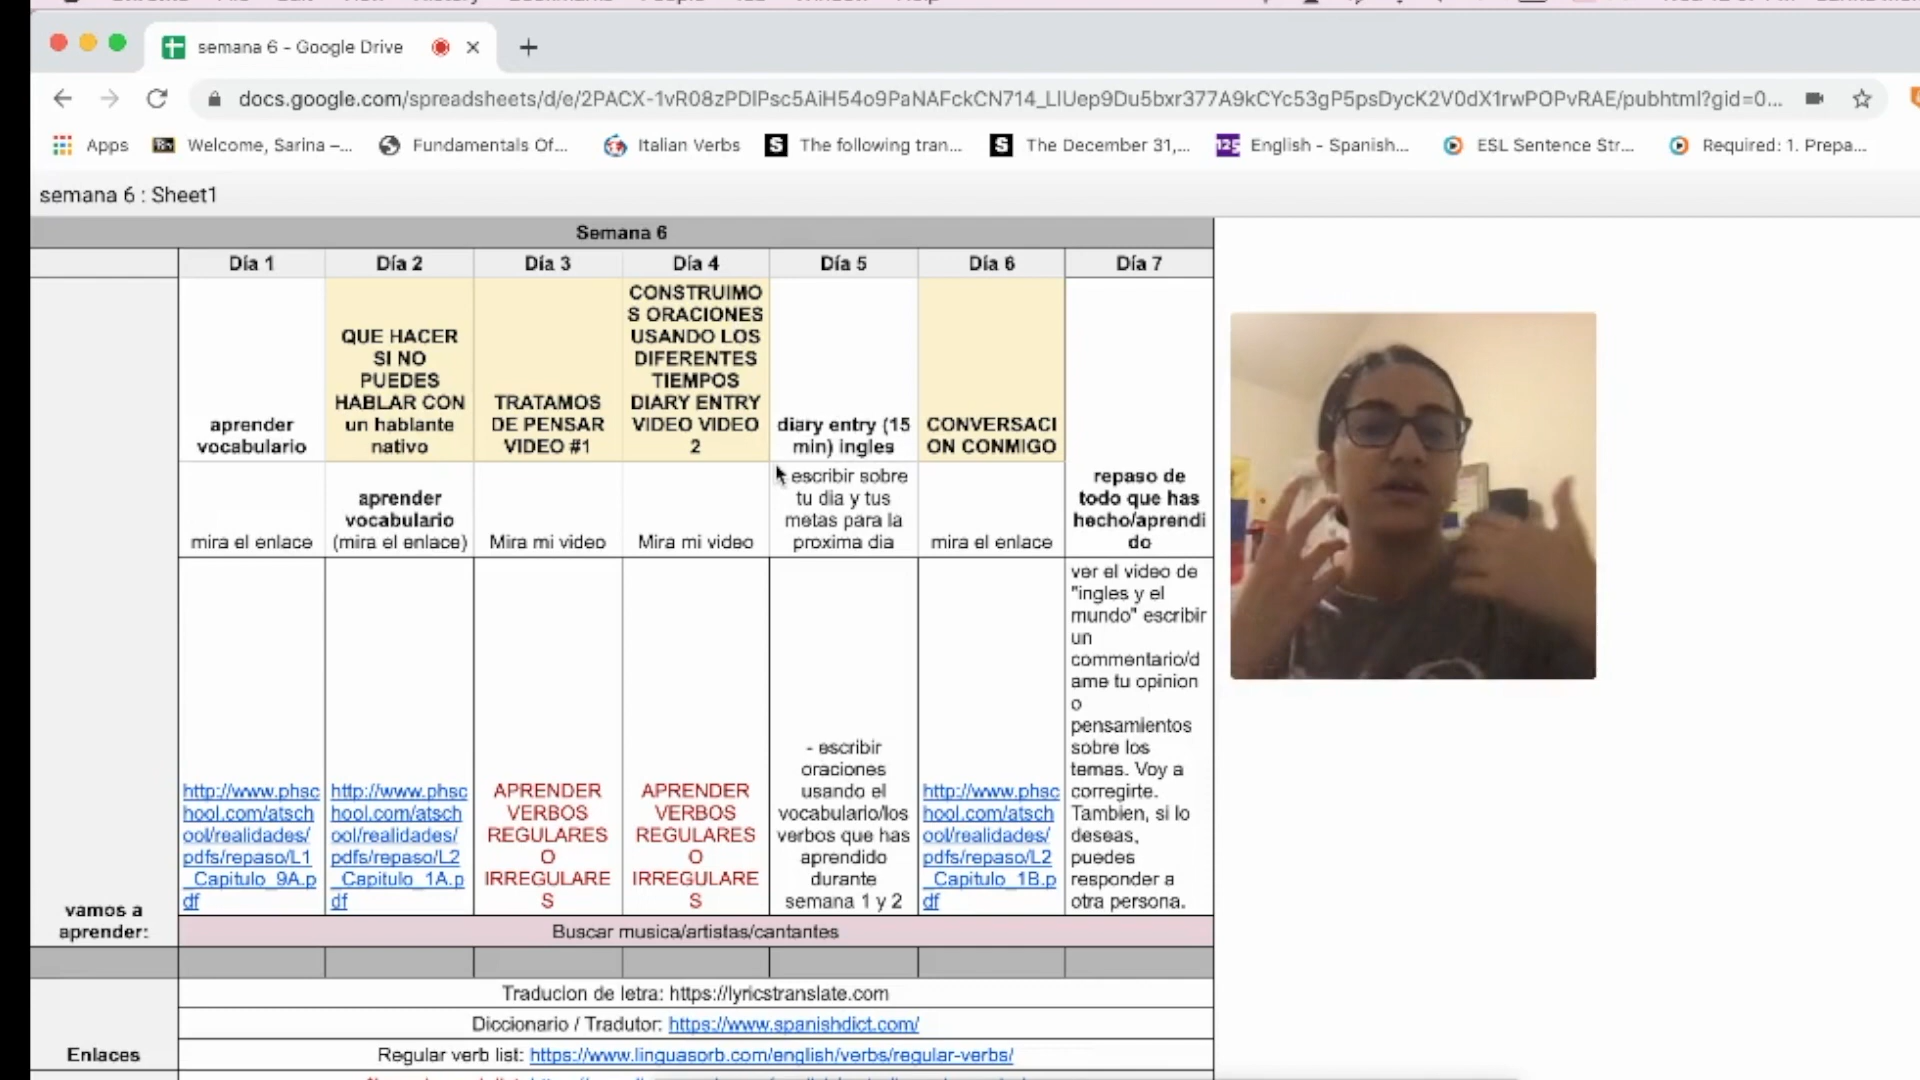 semana 6 - Google Drive
docs.google.com/spreadsheets/d/e/2PACX-1vR08zPDIPsc5AiH54o9PaNAFckCN714_LIUep9Du5bxr377A9kCYc53gP5psDycK2V0dX1rwPOPvRAE/pubhtml?gid=0...
Apps Welcome, Sarina –... Fundamentals Of... Italian Verbs The following tran... The December 31,... English - Spanish... ESL Sentence Str... Required: 1. Prepa...
semana 6 : Sheet1
Semana 6
Día 1 Día 2 Día 3 Día 4 Día 5 Día 6 Día 7
aprender
vocabulario
QUE HACER
SI NO
PUEDES
HABLAR CON
un hablante
nativo
TRATAMOS
DE PENSAR
VIDEO #1
CONSTRUIMO
S ORACIONES
USANDO LOS
DIFERENTES
TIEMPOS
DIARY ENTRY
VIDEO VIDEO
2
diary entry (15
min) ingles
CONVERSACI
ON CONMIGO
mira el enlace
aprender
vocabulario
(mira el enlace)
Mira mi video
Mira mi video
escribir sobre
tu dia y tus
metas para la
proxima dia
mira el enlace
repaso de
todo que has
hecho/aprendi
do
vamos a
aprender:
http://www.phsc
hool.com/atsch
ool/realidades/
pdfs/repaso/L1
_Capitulo_9A.p
df
http://www.phsc
hool.com/atsch
ool/realidades/
pdfs/repaso/L2
_Capitulo_1A.p
df
APRENDER
VERBOS
REGULARES
O
IRREGULARE
S
APRENDER
VERBOS
REGULARES
O
IRREGULARE
S
- escribir
oraciones
usando el
vocabulario/los
verbos que has
aprendido
durante
semana 1 y 2
http://www.phsc
hool.com/atsch
ool/realidades/
pdfs/repaso/L2
_Capitulo_1B.p
df
ver el video de
"ingles y el
mundo" escribir
un
commentario/d
ame tu opinion
o
pensamientos
sobre los
temas. Voy a
corregirte.
Tambien, si lo
deseas,
puedes
responder a
otra persona.
Buscar musica/artistas/cantantes
Enlaces
Traducion de letra: https://lyricstranslate.com
Diccionario / Tradutor: https://www.spanishdict.com/
Regular verb list: https://www.linguasorb.com/english/verbs/regular-verbs/